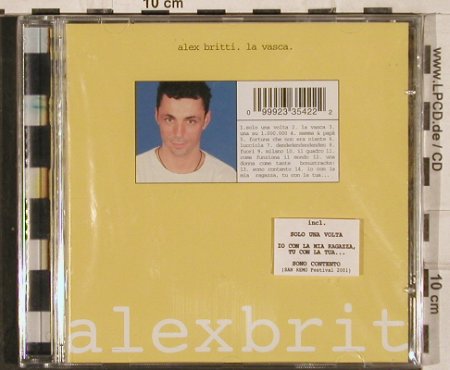 10 cm
www.LPCD.de / CD
10 cm
alex britti. la vasca.
0 99923 35422 2
1.solo una volta 2. la vasca 3.
una su 1.000.000 4. mamma & papà
5. fortuna che non era niente 6.
lucciola 7. dendedendendendem 8.
fuori 9. milano 10. il quadro 11.
come funziona il mondo 12. una
donna come tante bonustracks:
13. sono contento 14. io con la
mia ragazza, tu con la tua...
incl.
SOLO UNA VOLTA
IO CON LA MIA RAGAZZA,
TU CON LA TUA...
SONO CONTENTO
(SAN REMO Festival 2001)
alexbrit